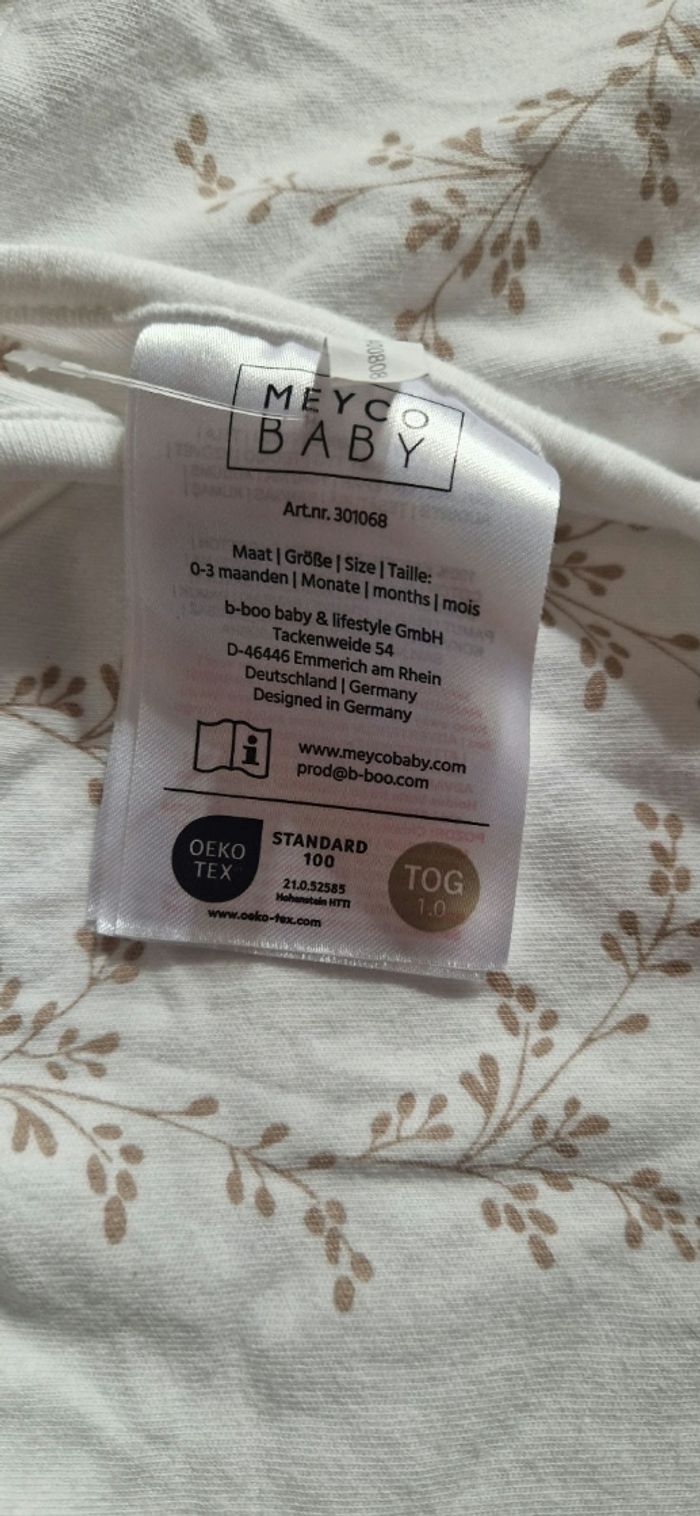 MEYCO
BABY
Art.nr. 301068
Maat | Größe | Size | Taille:
0-3 maanden | Monate | months | mois
b-boo baby & lifestyle GmbH
Tackenweide 54
D-46446 Emmerich am Rhein
Deutschland | Germany
Designed in Germany
i
www.meycobaby.com
prod@b-boo.com
OEKO
TEX
STANDARD
100
21.0.52585
Hohenstein HTTI
www.oeko-tex.com
TOG
1.0